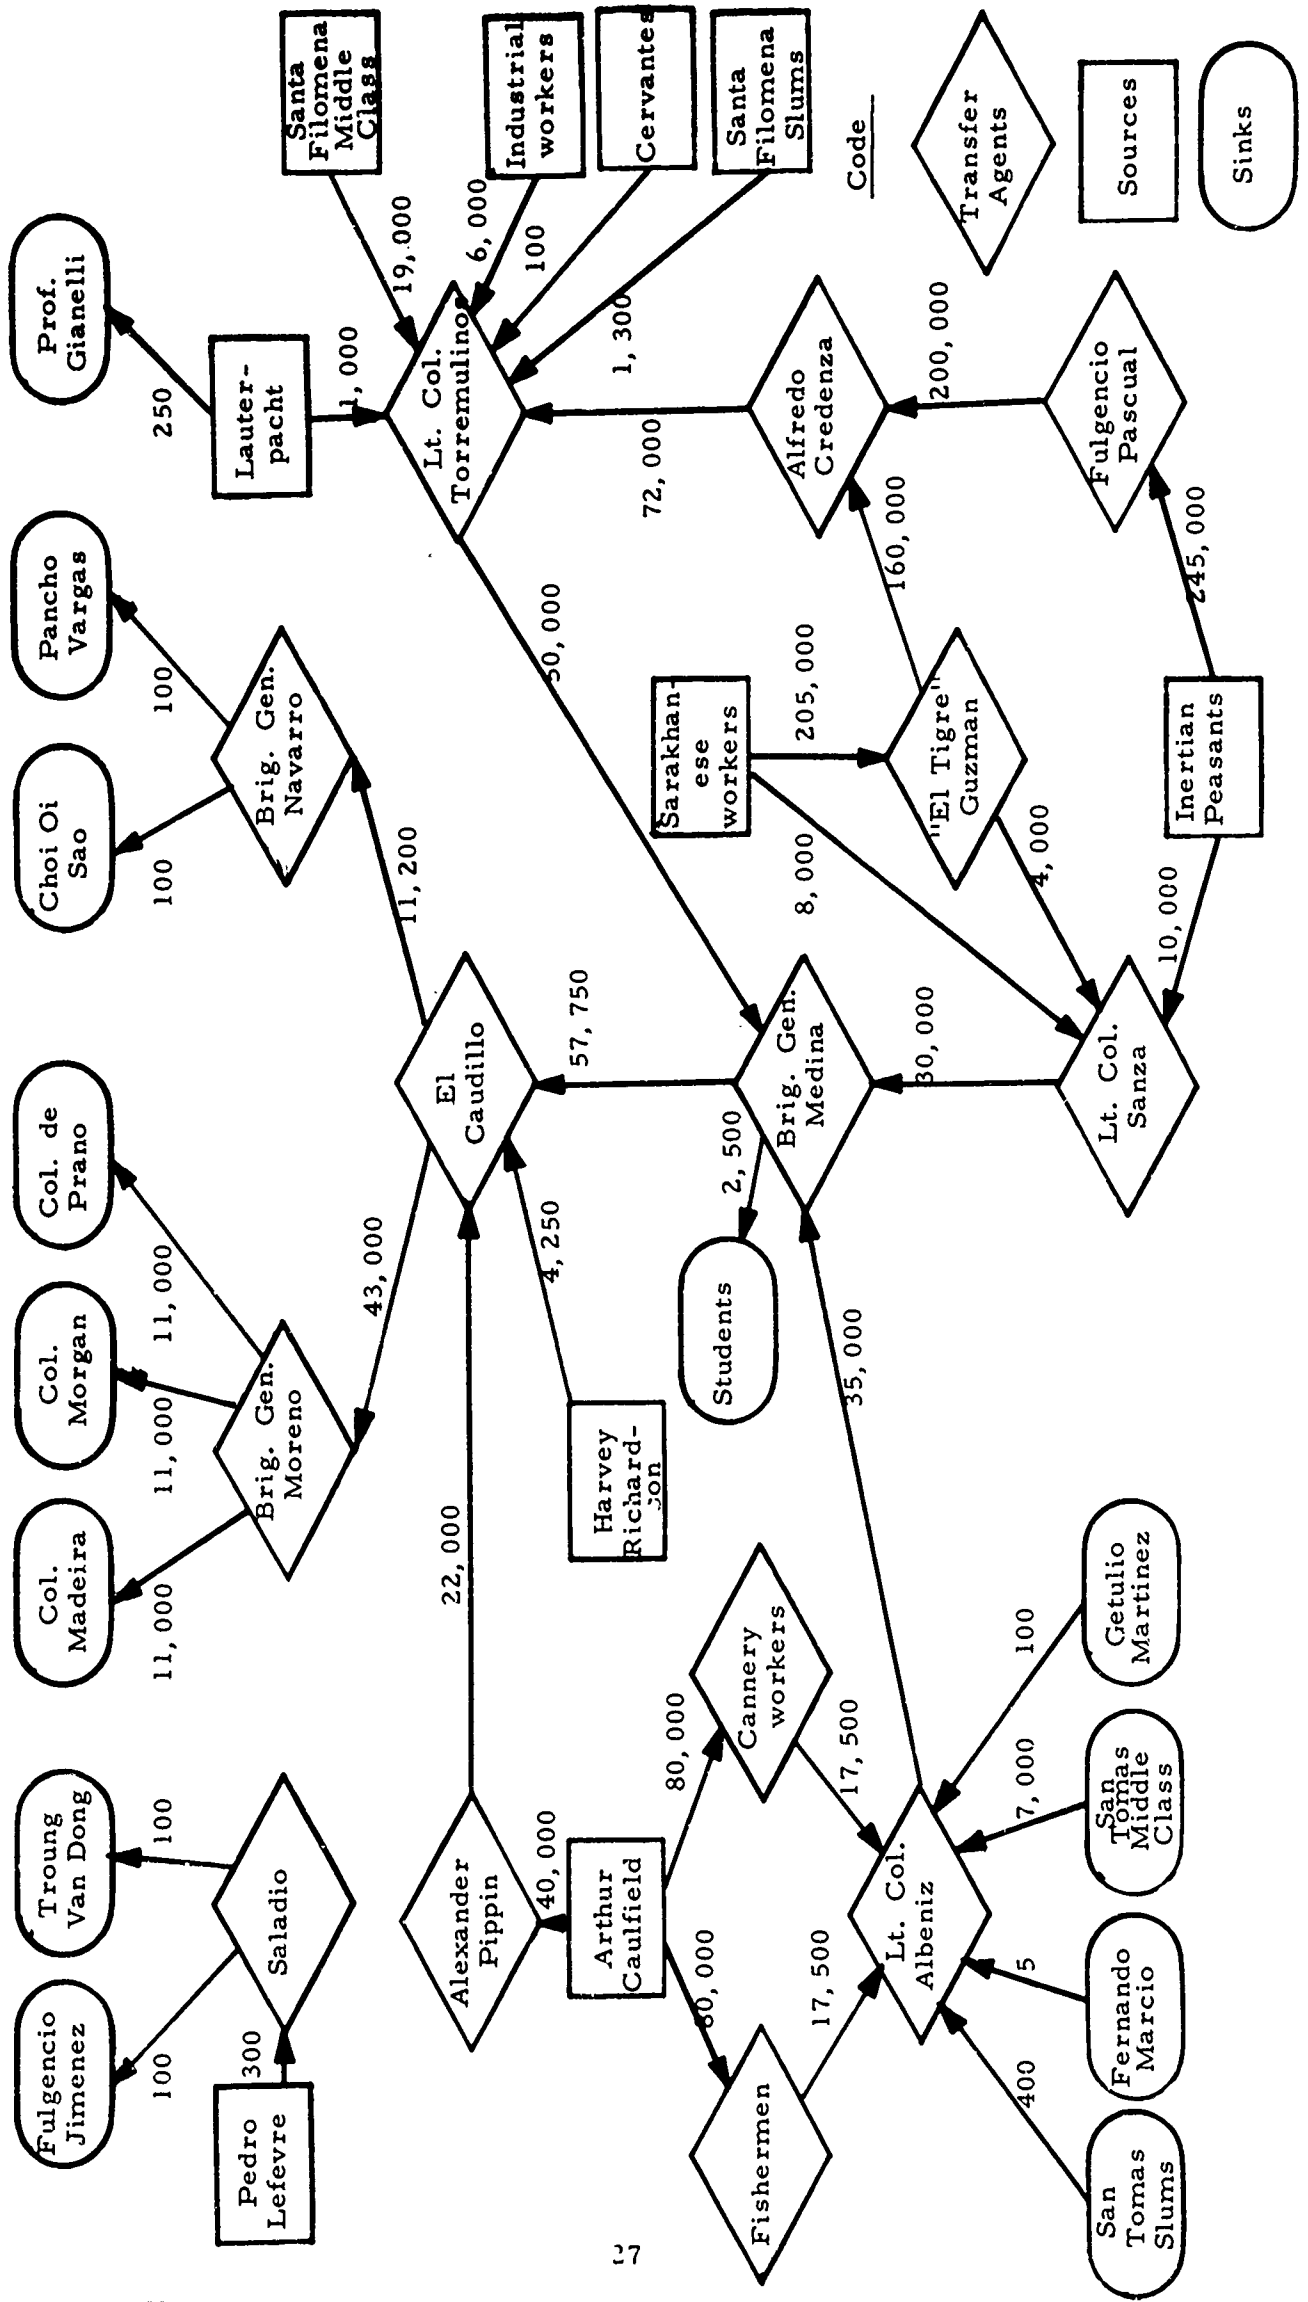 Fulgencio
Jimenez
Troung
Van Dong
Col.
Madeira
Col.
Morgan
Col. de
Prano
Choi Oi
Sao
Pancho
Vargas
Prof.
Gianelli
100
100
11,000
11,000
11,000
100
100
250
Pedro
Lefevre
300
Saladio
Brig. Gen.
Moreno
Brig. Gen.
Navarro
Lauter-
pacht
Santa
Filomena
Middle
Class
43,000
11,200
1,000
19,000
Alexander
Pippin
22,000
El
Caudillo
Lt. Col.
Torremulinos
6,000
Industrial
workers
40,000
4,250
57,750
50,000
100
Cervantes
Arthur
Caulfield
Harvey
Richard-
son
1,300
80,000
Students
2,500
72,000
Santa
Filomena
Slums
Fishermen
Cannery
workers
Brig. Gen.
Medina
Sarakhan-
ese
workers
205,000
Alfredo
Credenza
17,500
17,500
35,000
8,000
160,000
Code
Lt. Col.
Albeniz
30,000
"El Tigre"
Guzman
200,000
Transfer
Agents
400
5
7,000
100
4,000
San
Tomas
Slums
Fernando
Marcio
San
Tomas
Middle
Class
Getulio
Martinez
Lt. Col.
Sanza
10,000
Inertian
Peasants
245,000
Fulgencio
Pascual
Sources
Sinks
27